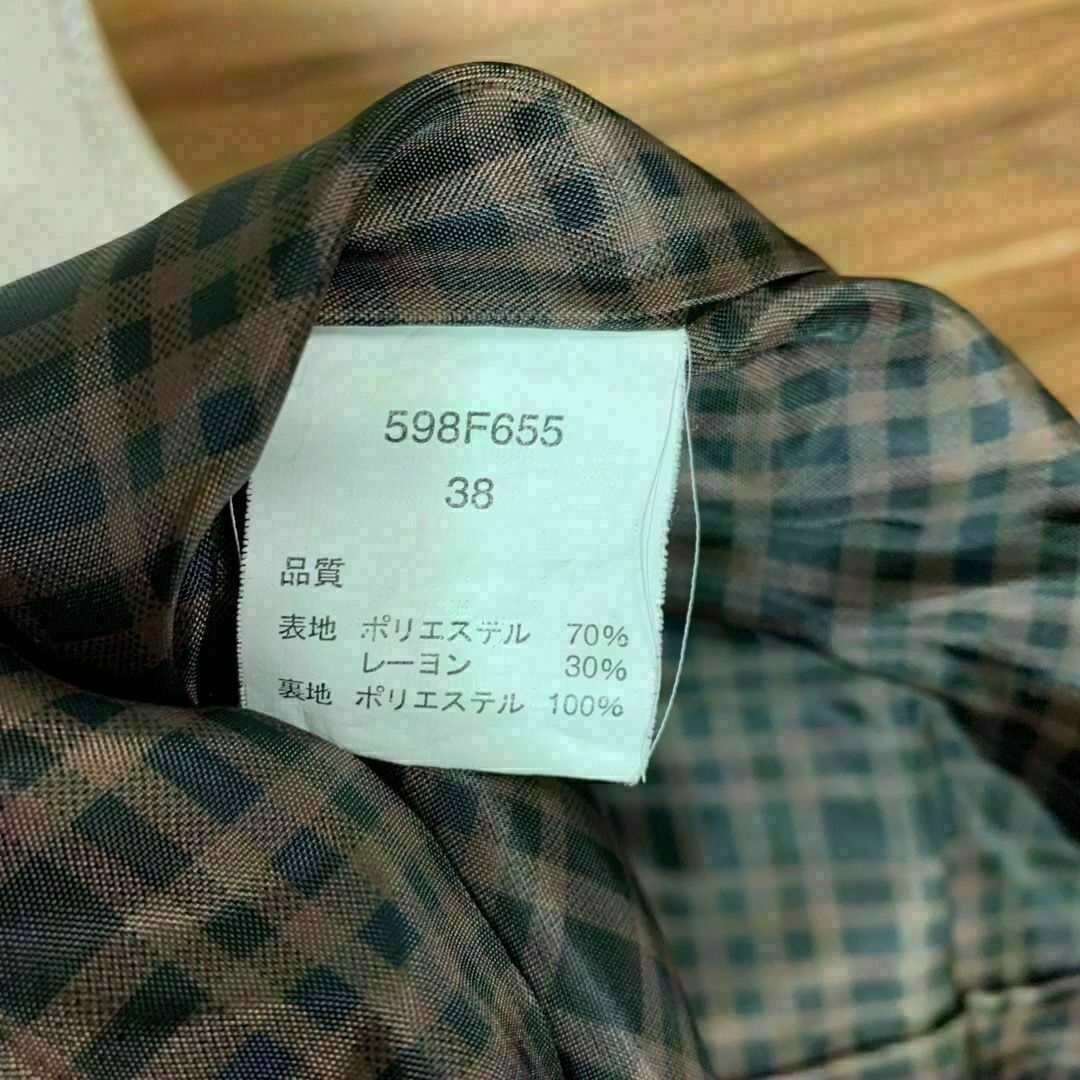 598F655
38
品質
表地 ポリエステル 70%
レーヨン 30%
裏地 ポリエステル 100%